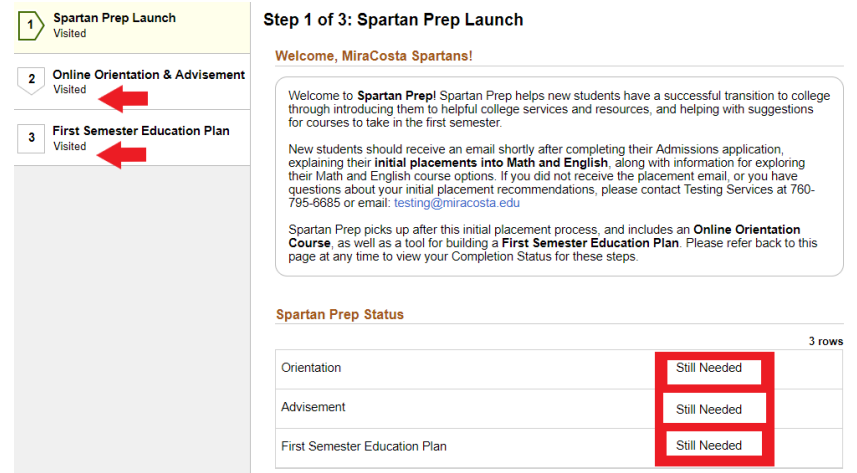 1
Spartan Prep Launch
Visited
2
Online Orientation & Advisement
Visited
3
First Semester Education Plan
Visited
Step 1 of 3: Spartan Prep Launch
Welcome, MiraCosta Spartans!
Welcome to Spartan Prep! Spartan Prep helps new students have a successful transition to college
through introducing them to helpful college services and resources, and helping with suggestions
for courses to take in the first semester.
New students should receive an email shortly after completing their Admissions application,
explaining their initial placements into Math and English, along with information for exploring
their Math and English course options. If you did not receive the placement email, or you have
questions about your initial placement recommendations, please contact Testing Services at 760-
795-6685 or email: testing@miracosta.edu
Spartan Prep picks up after this initial placement process, and includes an Online Orientation
Course, as well as a tool for building a First Semester Education Plan. Please refer back to this
page at any time to view your Completion Status for these steps.
Spartan Prep Status
3 rows
Orientation Still Needed
Advisement Still Needed
First Semester Education Plan Still Needed